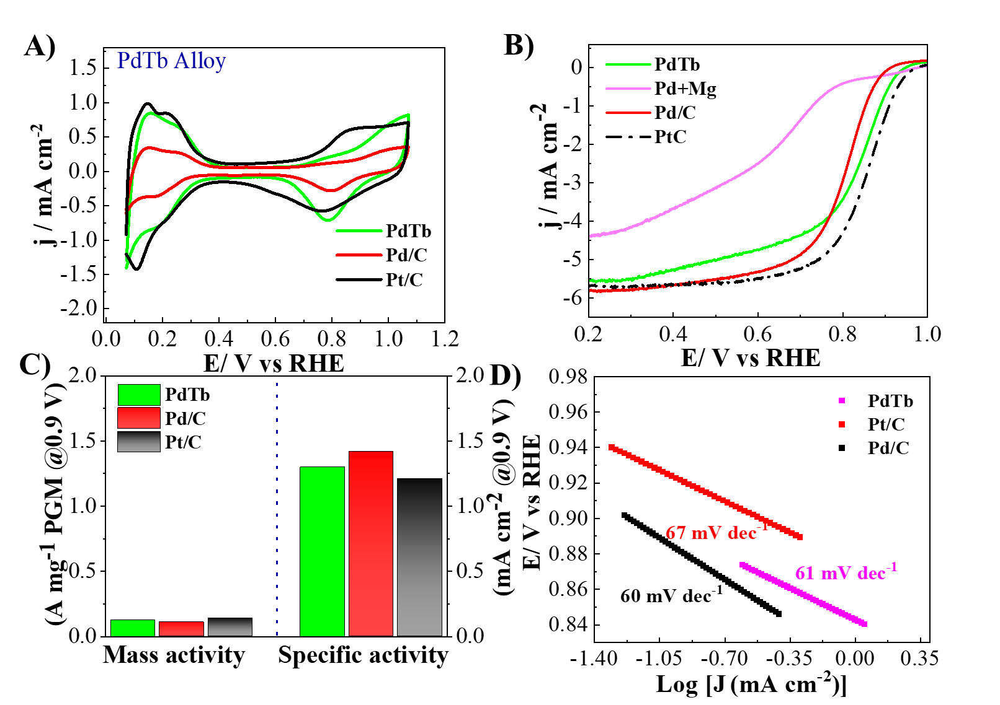 A)
PdTb Alloy
1.5
1.0
0.5
0.0
-0.5
-1.0
-1.5
-2.0
j / mA cm-2
PdTb
Pd/C
Pt/C
0.0 0.2 0.4 0.6 0.8 1.0 1.2
E/ V vs RHE
B)
0
-1
-2
-3
-4
-5
-6
j / mA cm-2
PdTb
Pd+Mg
Pd/C
PtC
0.2 0.4 0.6 0.8 1.0
E/ V vs RHE
C)
2.0
1.5
1.0
0.5
0.0
(A mg-1 PGM @0.9 V)
PdTb
Pd/C
Pt/C
2.0
1.5
1.0
0.5
0.0
(mA cm-2 @0.9 V)
Mass activity Specific activity
D)
0.98
0.96
0.94
0.92
0.90
0.88
0.86
0.84
E/ V vs RHE
PdTb
Pt/C
Pd/C
67 mV dec-1
61 mV dec-1
60 mV dec-1
-1.40 -1.05 -0.70 -0.35 0.00 0.35
Log [J (mA cm-2)]